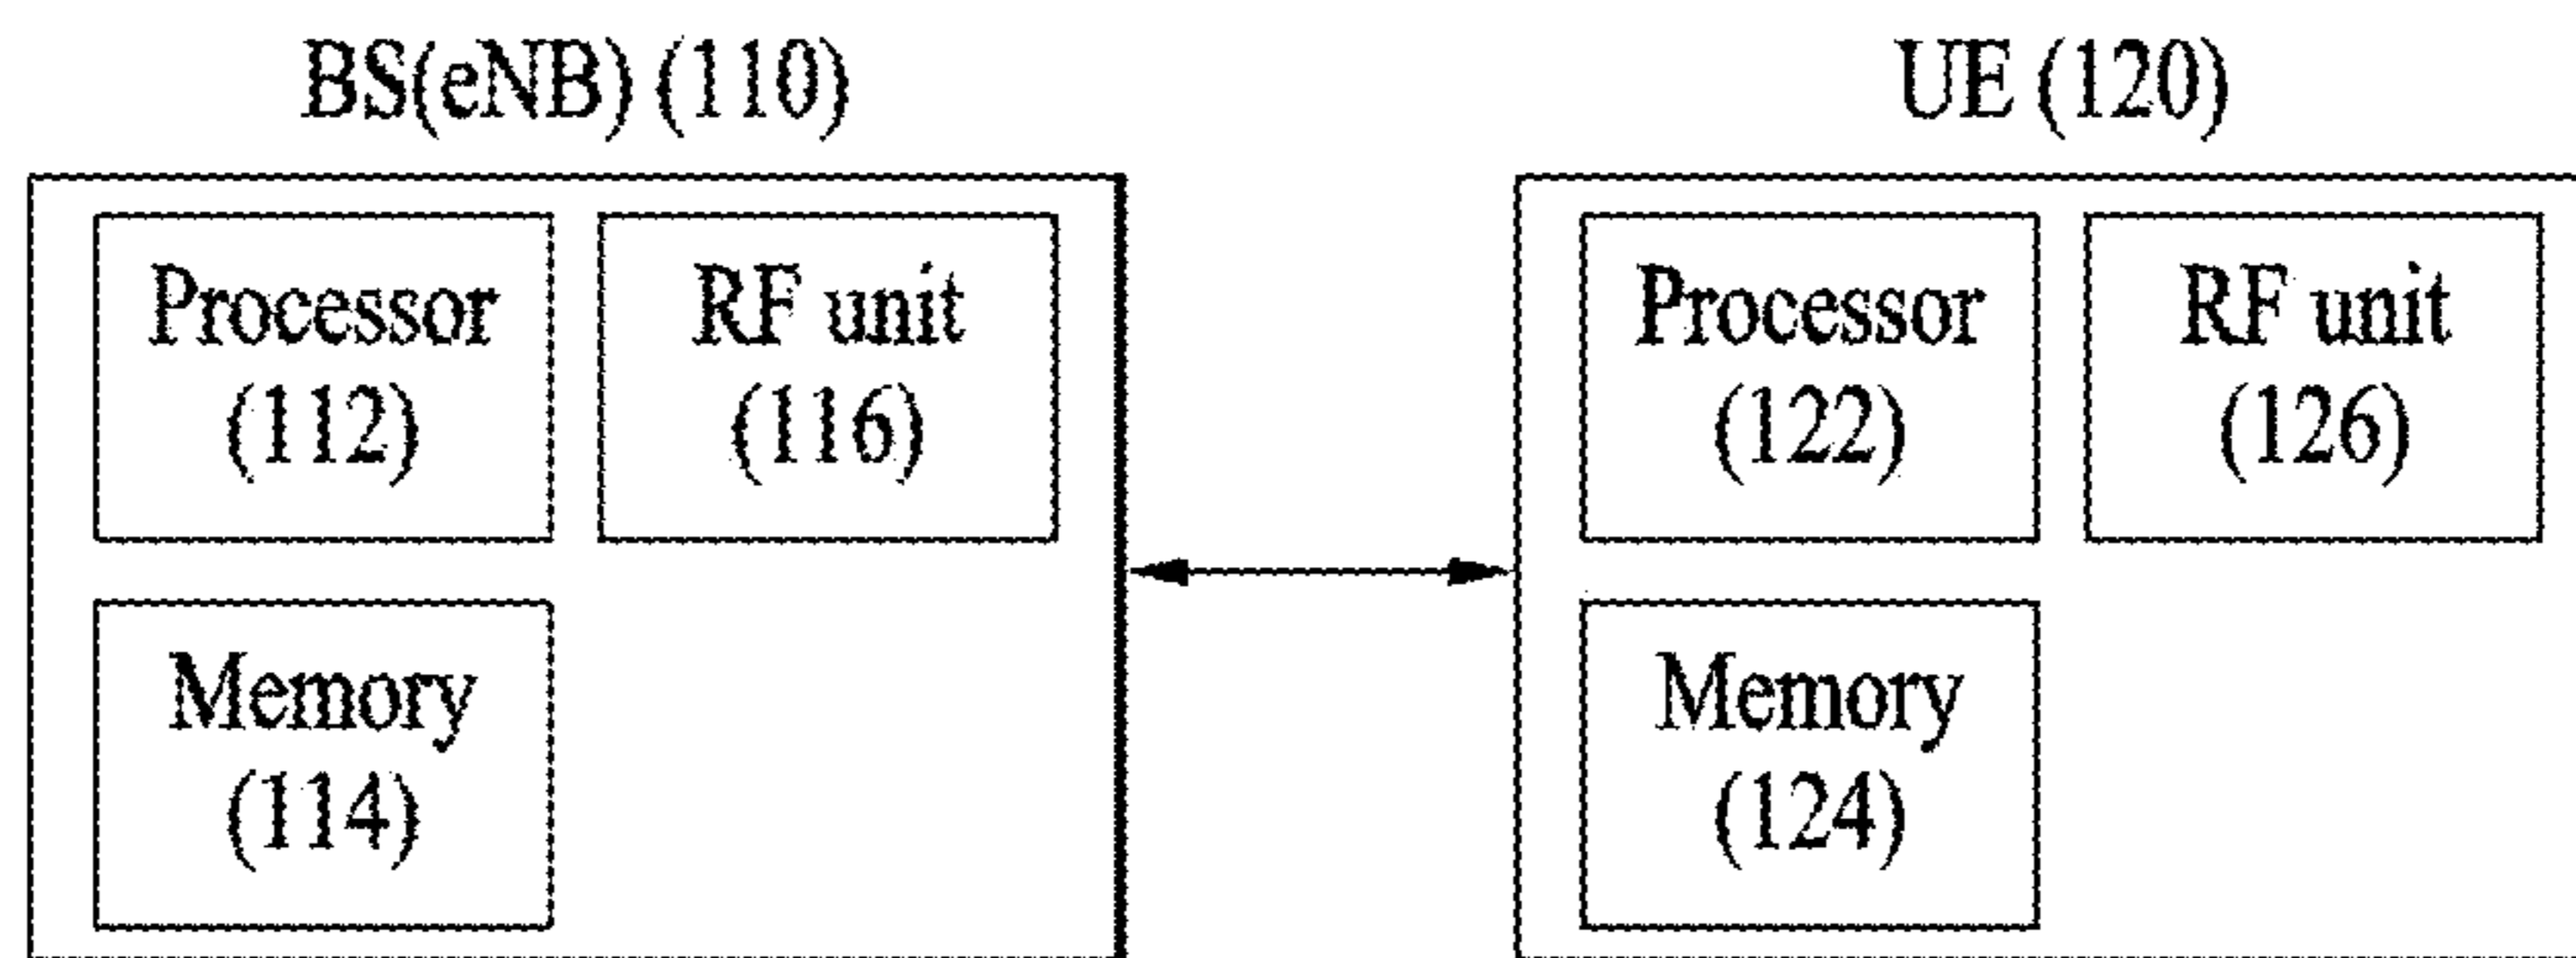 BS(eNB) (110)
UE (120)
Processor
(112)
RF unit
(116)
Processor
(122)
RF unit
(126)
Memory
(114)
Memory
(124)